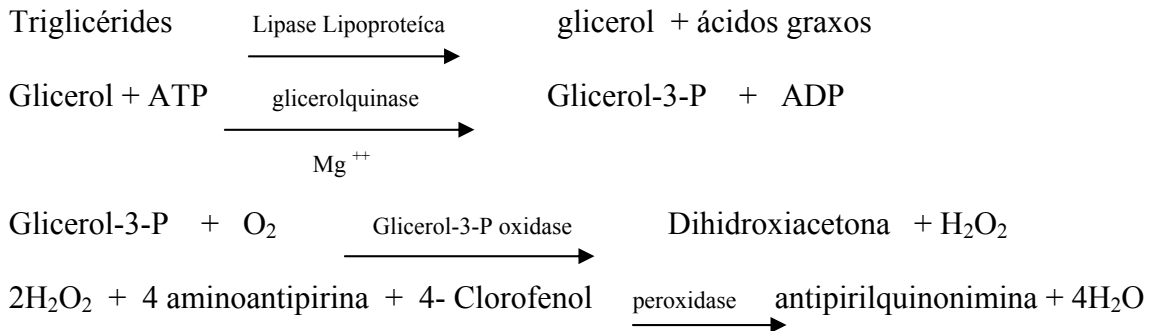 Triglicérides Lipase Lipoproteíca glicerol + ácidos graxos
Glicerol + ATP glicerolquinase Glicerol-3-P + ADP
Mg ++
Glicerol-3-P + O2 Glicerol-3-P oxidase Dihidroxiacetona + H2O2
2H2O2 + 4 aminoantipirina + 4- Clorofenol peroxidase antipirilquinonimina + 4H2O